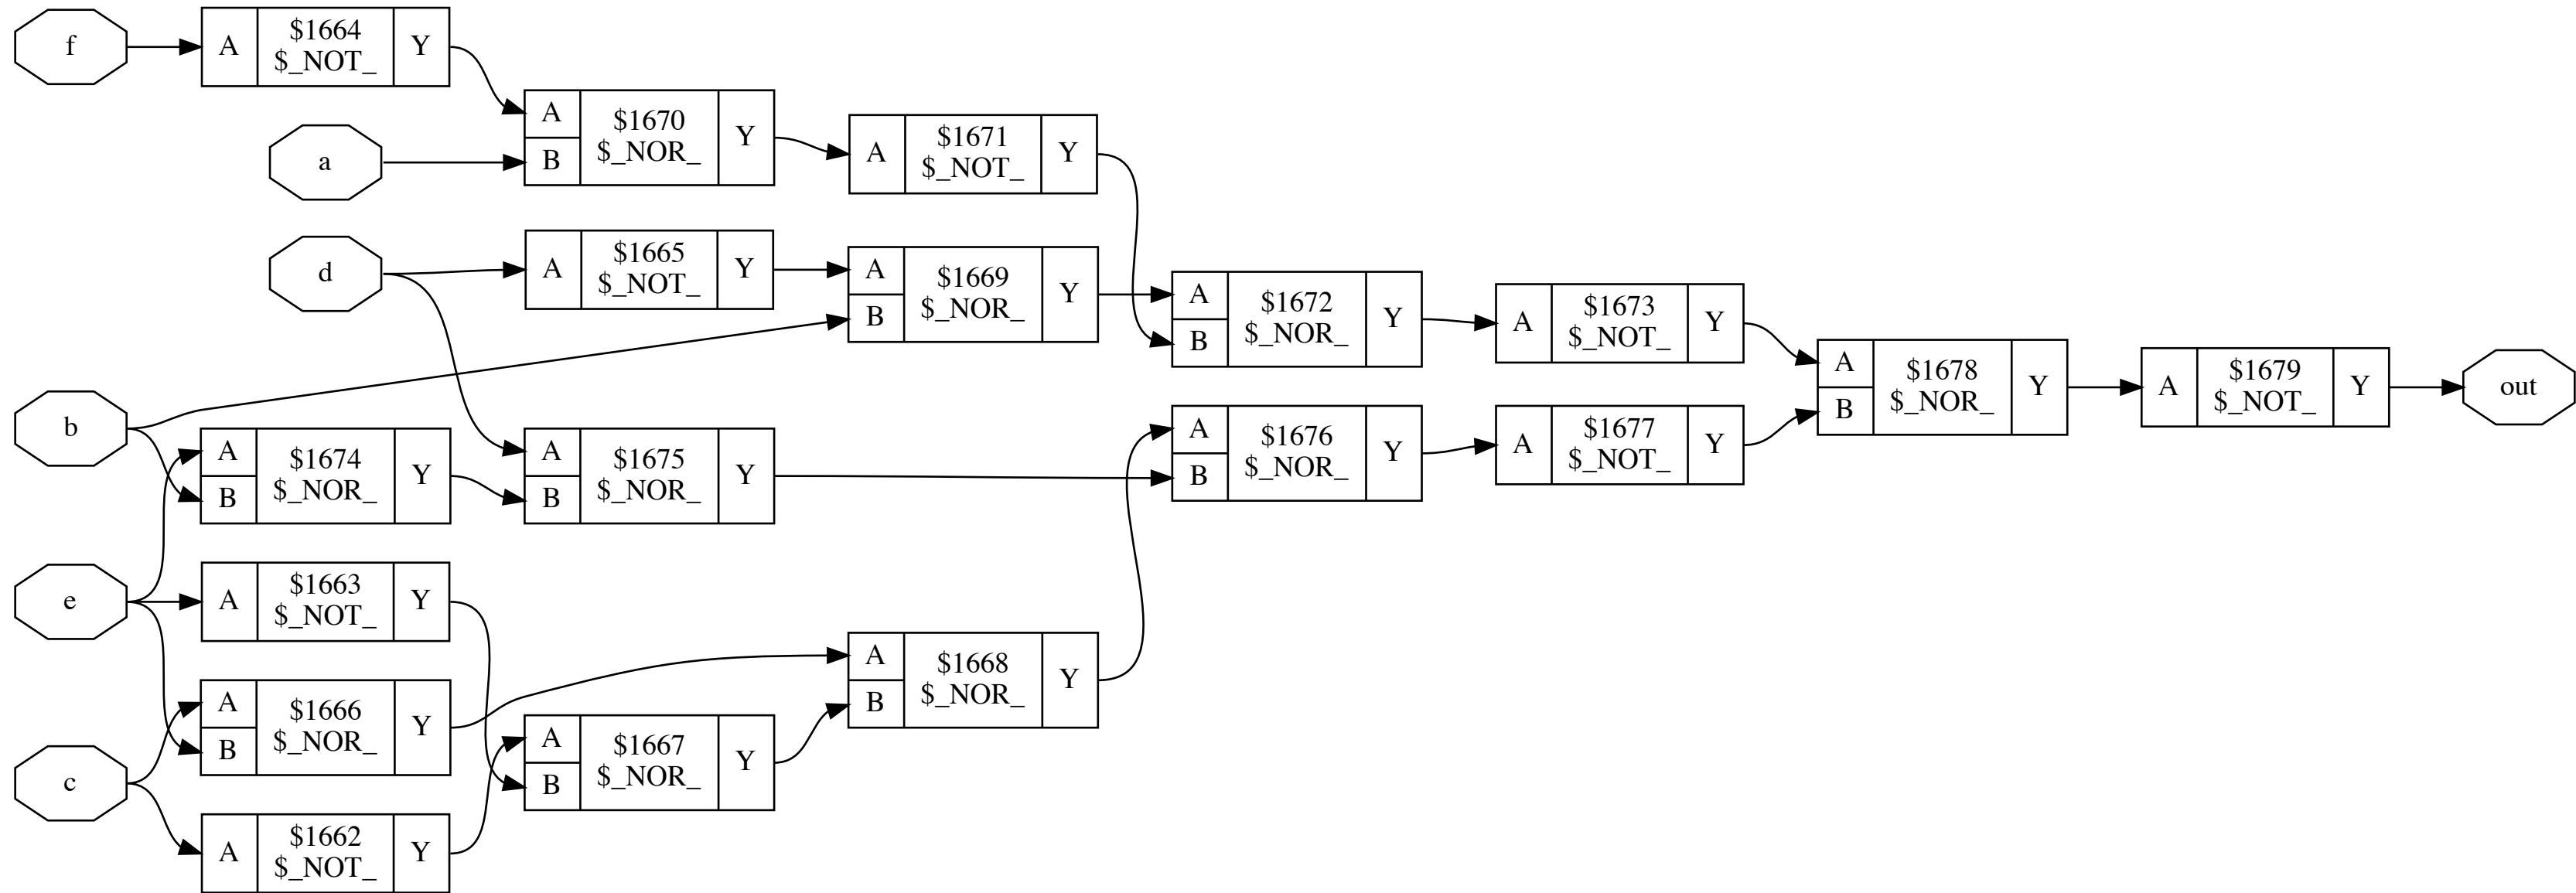 f
A
$1664
$_NOT_
Y
a
A
B
$1670
$_NOR_
Y
A
$1671
$_NOT_
Y
d
A
$1665
$_NOT_
Y
A
B
$1669
$_NOR_
Y
A
B
$1672
$_NOR_
Y
A
$1673
$_NOT_
Y
b
A
B
$1674
$_NOR_
Y
A
B
$1675
$_NOR_
Y
A
B
$1676
$_NOR_
Y
A
$1677
$_NOT_
Y
A
B
$1678
$_NOR_
Y
A
$1679
$_NOT_
Y
out
e
A
$1663
$_NOT_
Y
A
B
$1666
$_NOR_
Y
A
B
$1667
$_NOR_
Y
A
B
$1668
$_NOR_
Y
c
A
$1662
$_NOT_
Y